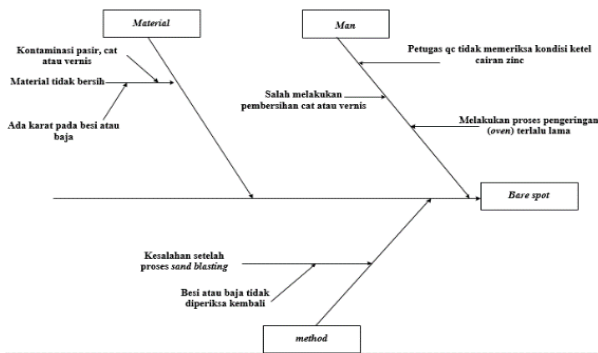 Material
Man
Kontaminasi pasir, cat
atau vernis
Material tidak bersih
Ada karat pada besi atau
baja
Petugas qc tidak memeriksa kondisi ketel
cairan zinc
Salah melakukan
pembersihan cat atau vernis
Melakukan proses pengeringan
(oven) terlalu lama
Bare spot
Kesalahan setelah
proses sand blasting
Besi atau baja tidak
diperiksa kembali
method